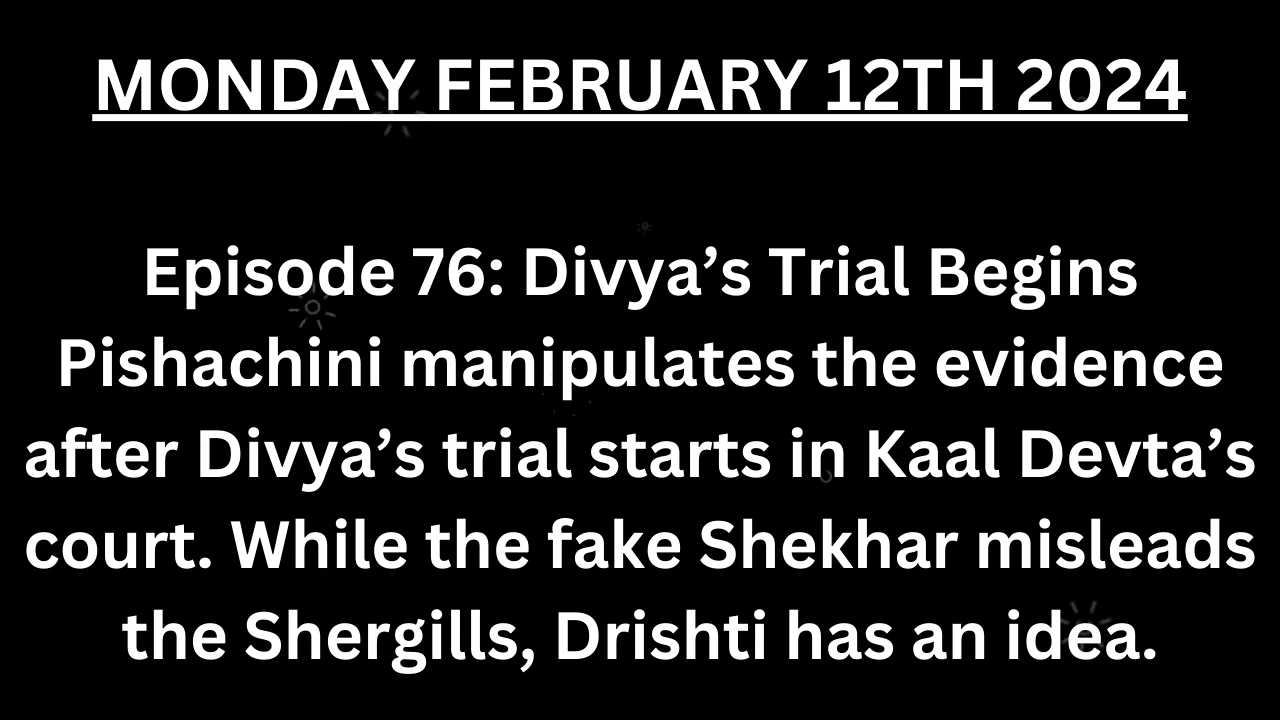 MONDAY FEBRUARY 12TH 2024
Episode 76: Divya’s Trial Begins
Pishachini manipulates the evidence
after Divya’s trial starts in Kaal Devta’s
court. While the fake Shekhar misleads
the Shergills, Drishti has an idea.